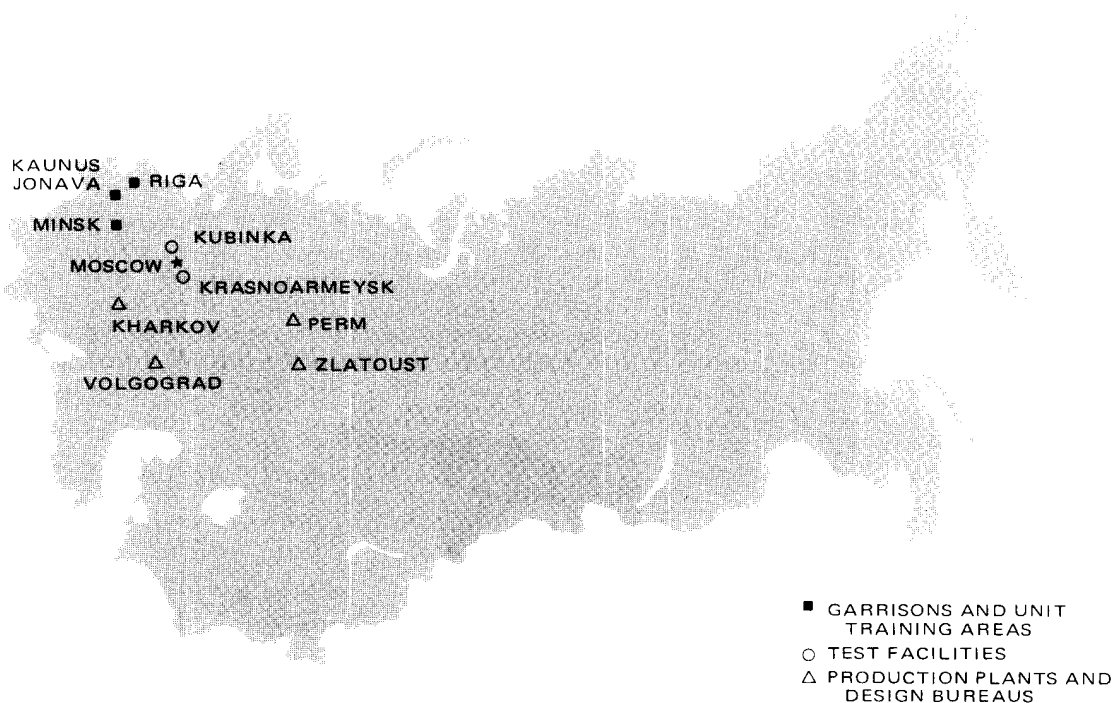 KAUNUS
JONAVA
RIGA
MINSK
KUBINKA
MOSCOW
KRASNOARMEYSK
KHARKOV
PERM
VOLGOGRAD
ZLATOUST
GARRISONS AND UNIT
TRAINING AREAS
TEST FACILITIES
PRODUCTION PLANTS AND
DESIGN BUREAUS